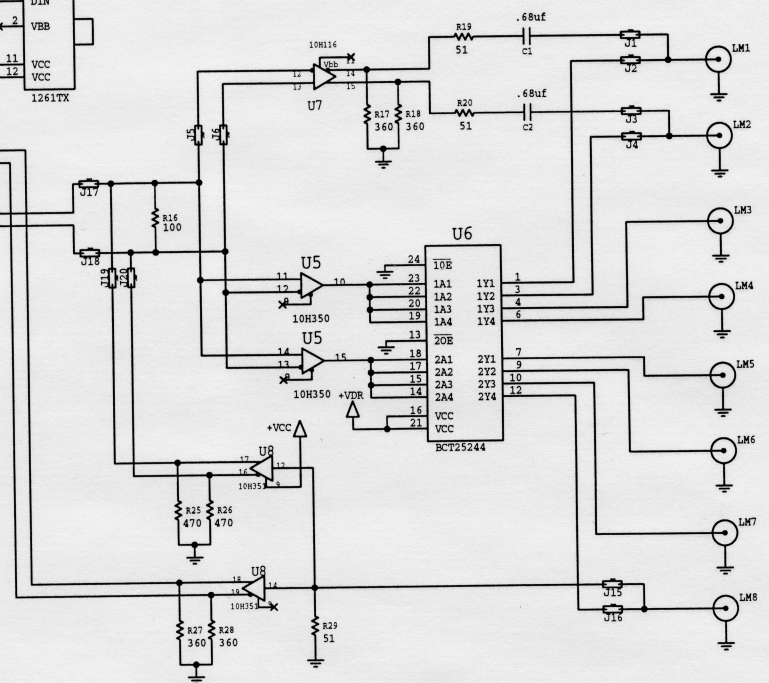 DIN
2 VBB
11 VCC
12 VCC
1261TX
10H116
Vbb
12
13
14
15
U7
R17
360
R18
360
R19
51
.68uf
C1
J1
J2
LM1
R20
51
.68uf
C2
J3
J4
LM2
J5
J6
J17
R16
100
J18
J19
J20
LM3
LM4
U5
11
12
10
10H350
U5
14
13
15
10H350
U6
24 1OE
23 1A1 1Y1 1
22 1A2 1Y2 3
20 1A3 1Y3 4
19 1A4 1Y4 6
13 2OE
18 2A1 2Y1 7
17 2A2 2Y2 9
15 2A3 2Y3 10
14 2A4 2Y4 12
16 VCC
21 VCC
BCT25244
+VDR
+VCC
LM5
LM6
LM7
LM8
U8
17
16
12
9
10H351
R25
470
R26
470
U8
18
19
14
10H351
R27
360
R28
360
R29
51
J15
J16